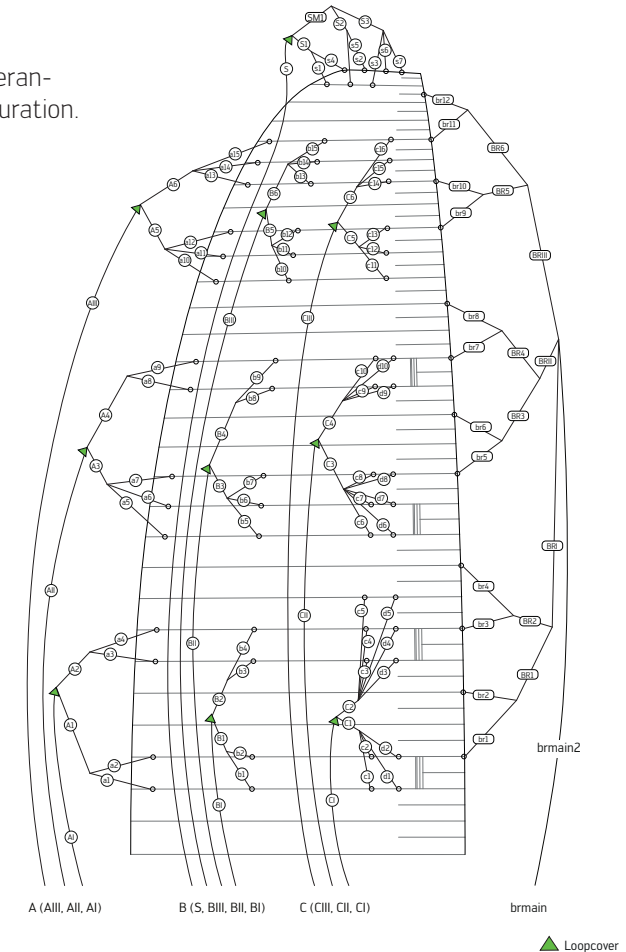 SM1 S2 S3
S1 s4 s5 s2 s3 s6 s7
S s1
eran-
uration.
br12
br11
a15 b15 c16 BR6
a14 b14 c15
A6 a13 b13 c14 br10 BR5
B6 C6
br9
A5 B5 b12 c13
a12 C5
a11 b11 c12
a10 b10 c11 BRIII
AIII
BIII CIII br8
br7 BR4 BRII
a9 c10 d10
a8 b9 c9 d9
b8
A4 BR3
C4 br6
B4
br5
A3 C3
a7 b7 c8 d8
B3
a6 b6 c7 d7
a5
b5 c6 d6
BRI
AII
br4
c5 d5
CII
br3 BR2
a4 c4 d4
BII b4
a3
A2 b3 c3 d3
BR1
br2
B2 C2
A1 C1
B1 br1
c2 d2 brmain2
b2
a2
a1 b1 c1 d1
BI CI
AI
A (AIII, AII, AI) B (S, BIII, BII, BI) C (CIII, CII, CI) brmain
Loopcover